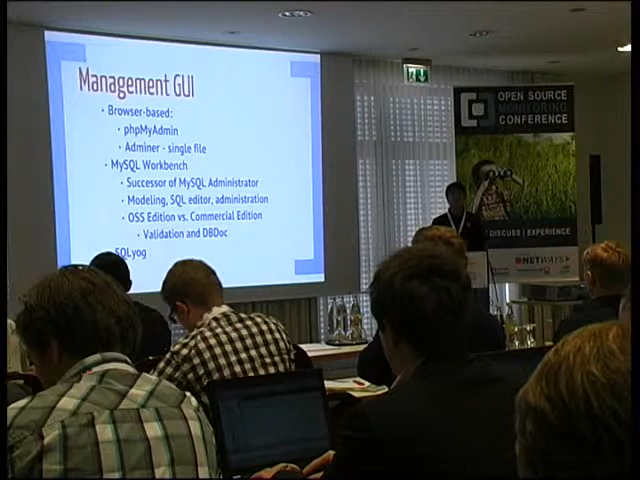 Management GUI
• Browser-based:
• phpMyAdmin
• Adminer - single file
• MySQL Workbench
• Successor of MySQL Administrator
• Modeling, SQL editor, administration
• OSS Edition vs. Commercial Edition
• Validation and DBDoc
SQLyog
OPEN SOURCE
MONITORING
CONFERENCE
DISCUSS | EXPERIENCE
NETWAYS